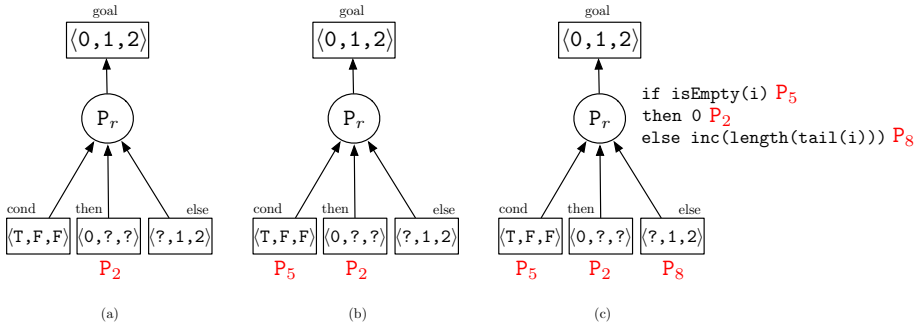 goal
⟨0,1,2⟩
P_r
cond
then
else
⟨T,F,F⟩
⟨0,?,?⟩
⟨?,1,2⟩
P_2
(a)
goal
⟨0,1,2⟩
P_r
cond
then
else
⟨T,F,F⟩
⟨0,?,?⟩
⟨?,1,2⟩
P_5
P_2
(b)
goal
⟨0,1,2⟩
P_r
if isEmpty(i) P_5
then 0 P_2
else inc(length(tail(i))) P_8
cond
then
else
⟨T,F,F⟩
⟨0,?,?⟩
⟨?,1,2⟩
P_5
P_2
P_8
(c)